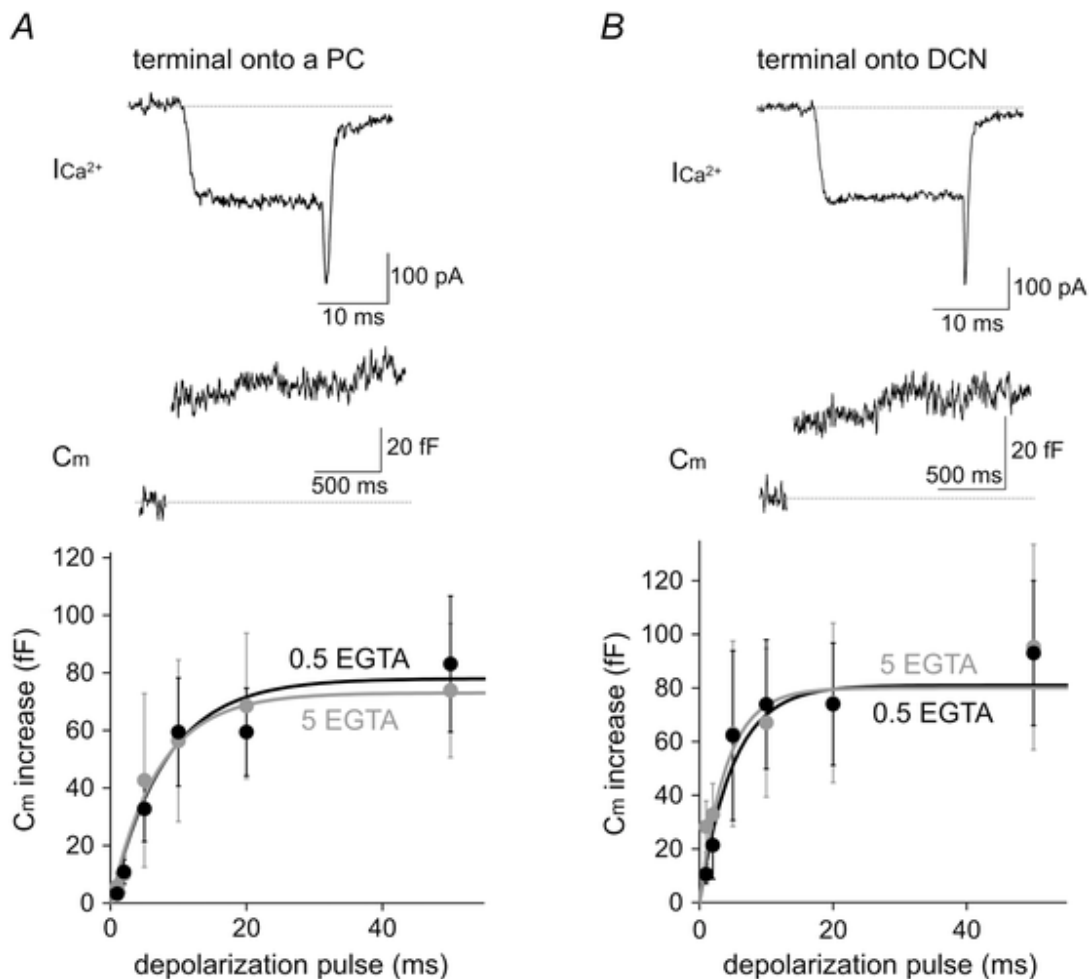 A
terminal onto a PC
ICa²⁺
100 pA
10 ms
Cm
20 fF
500 ms
120
100
80
60
40
20
0
Cm increase (fF)
0.5 EGTA
5 EGTA
0 20 40
depolarization pulse (ms)
B
terminal onto DCN
ICa²⁺
100 pA
10 ms
Cm
20 fF
500 ms
120
100
80
60
40
20
0
Cm increase (fF)
5 EGTA
0.5 EGTA
0 20 40
depolarization pulse (ms)